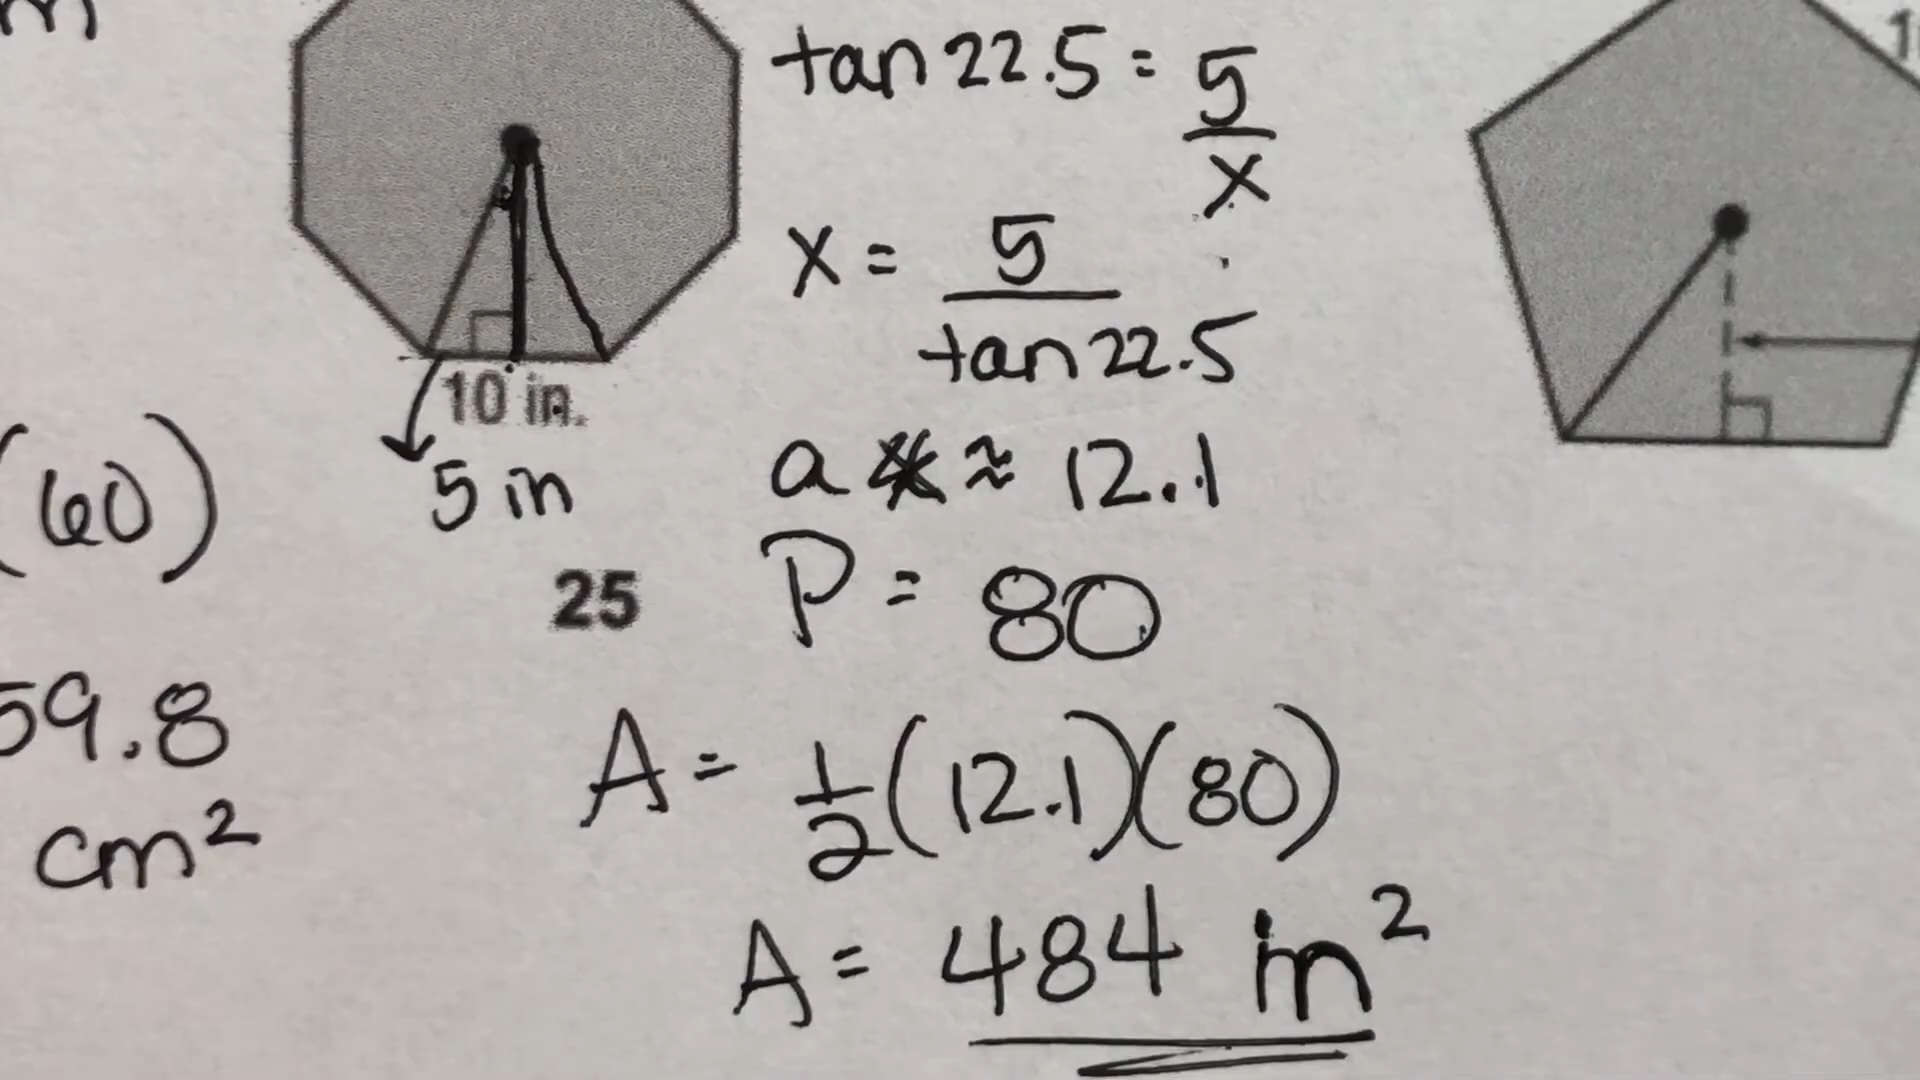 m
(60)
59.8
cm²
10 in.
5 in
25
tan 22.5 = 5/x
x = 5/tan 22.5
a ≈ 12.1
P = 80
A = 1/2(12.1)(80)
A = 484 in²